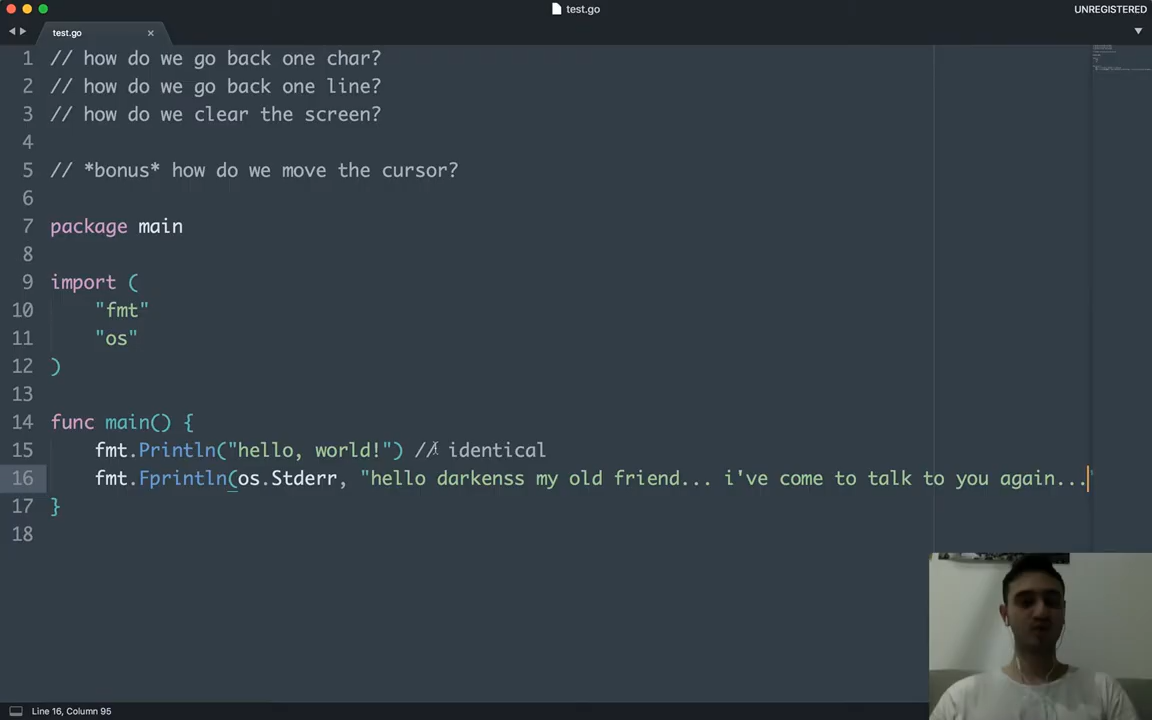 test.go
UNREGISTERED
test.go
1 // how do we go back one char?
2 // how do we go back one line?
3 // how do we clear the screen?
4
5 // *bonus* how do we move the cursor?
6
7 package main
8
9 import (
10 "fmt"
11 "os"
12 )
13
14 func main() {
15 fmt.Println("hello, world!") // identical
16 fmt.Fprintln(os.Stderr, "hello darkenss my old friend... i've come to talk to you again..."
17 }
18
Line 16, Column 95